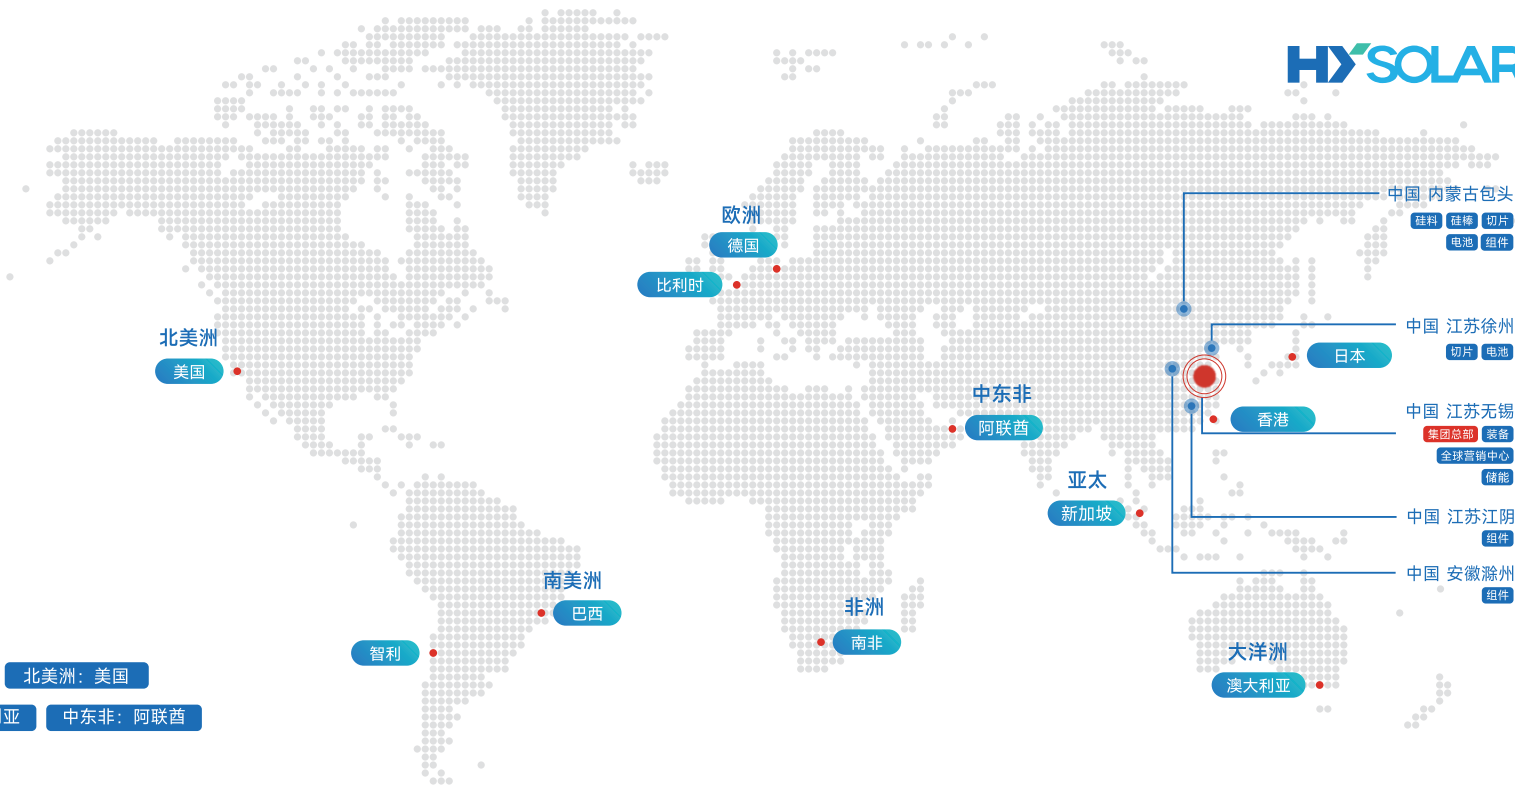 HY SOLAR
中国 内蒙古包头
硅料 硅棒 切片
电池 组件
欧洲
德国
比利时
中国 江苏徐州
切片 电池
北美洲
美国
日本
中东非
阿联酋
香港
中国 江苏无锡
集团总部 装备
全球营销中心
储能
亚太
新加坡
中国 江苏江阴
组件
南美洲
巴西
中国 安徽滁州
组件
非洲
南非
智利
大洋洲
澳大利亚
北美洲：美国
亚
中东非：阿联酋